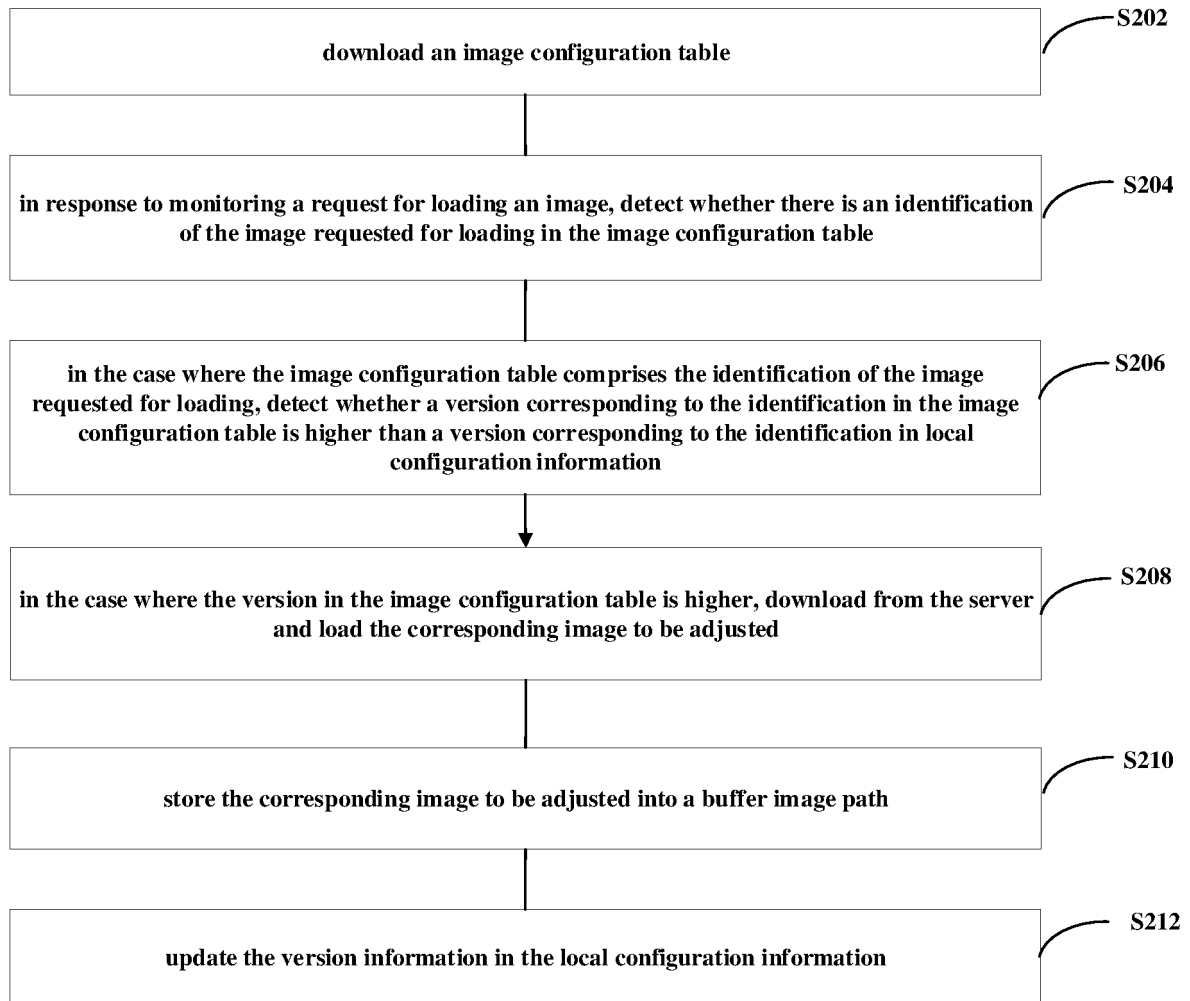 S202
download an image configuration table
S204
in response to monitoring a request for loading an image, detect whether there is an identification
of the image requested for loading in the image configuration table
S206
in the case where the image configuration table comprises the identification of the image
requested for loading, detect whether a version corresponding to the identification in the image
configuration table is higher than a version corresponding to the identification in local
configuration information
S208
in the case where the version in the image configuration table is higher, download from the server
and load the corresponding image to be adjusted
S210
store the corresponding image to be adjusted into a buffer image path
S212
update the version information in the local configuration information